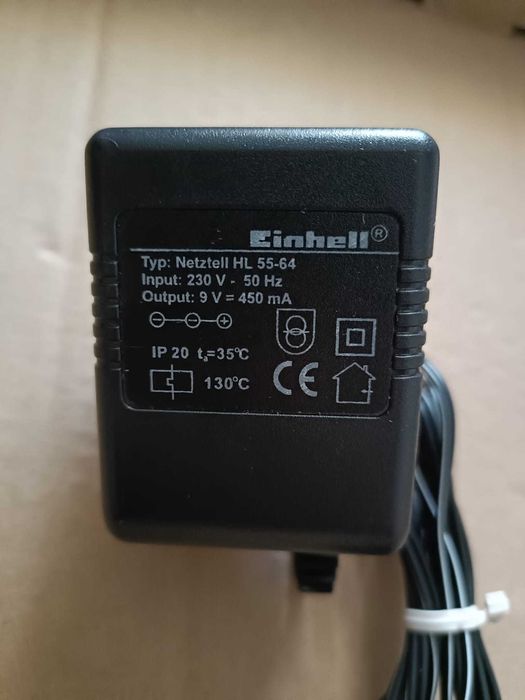 Einhell®
Typ: Netzteil HL 55-64
Input: 230 V - 50 Hz
Output: 9 V = 450 mA
IP 20 ta=35°C
130°C CE